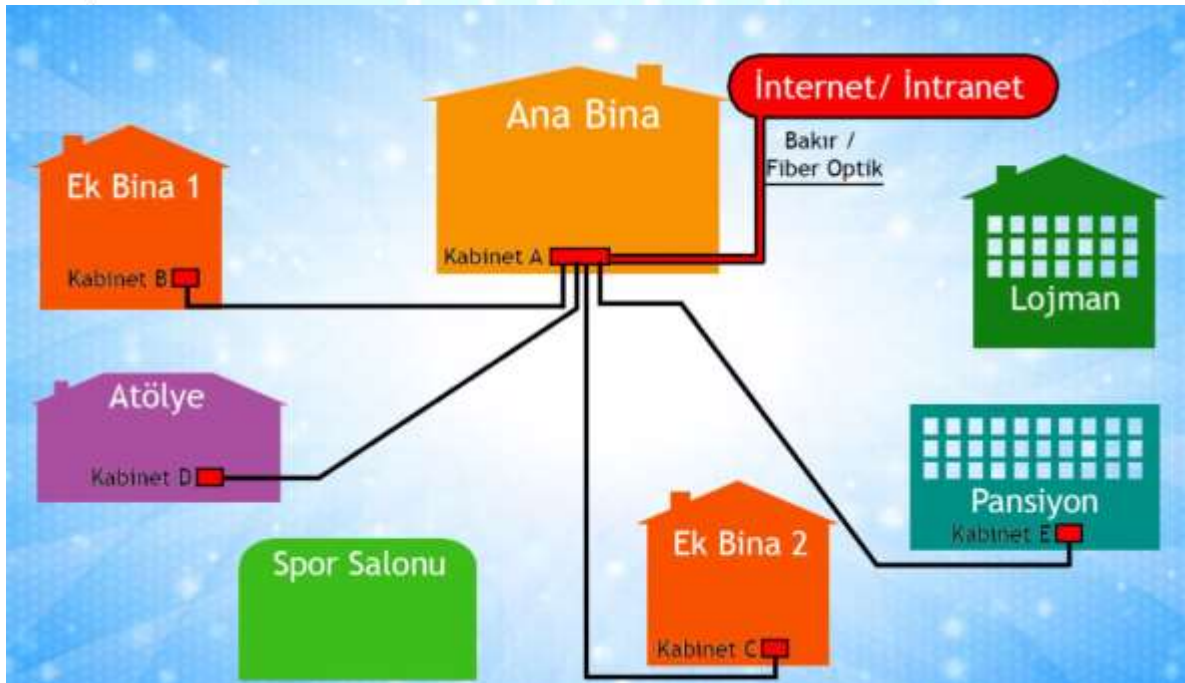 İnternet/ İntranet
Ana Bina
Bakır /
Fiber Optik
Ek Bina 1
Kabinet A
Kabinet B
Lojman
Atölye
Kabinet D
Pansiyon
Kabinet E
Ek Bina 2
Spor Salonu
Kabinet C